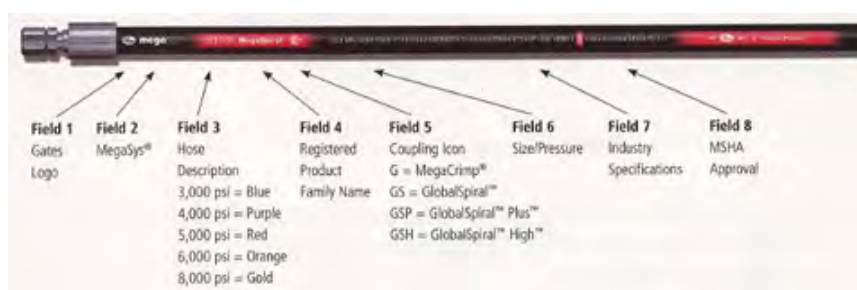 mega
MegaSpiral
Field 1
Gates
Logo
Field 2
MegaSys®
Field 3
Hose
Description
3,000 psi = Blue
4,000 psi = Purple
5,000 psi = Red
6,000 psi = Orange
8,000 psi = Gold
Field 4
Registered
Product
Family Name
Field 5
Coupling Icon
G = MegaCrimp®
GS = GlobalSpiral™
GSP = GlobalSpiral™ Plus™
GSH = GlobalSpiral™ High™
Field 6
Size/Pressure
Field 7
Industry
Specifications
Field 8
MSHA
Approval